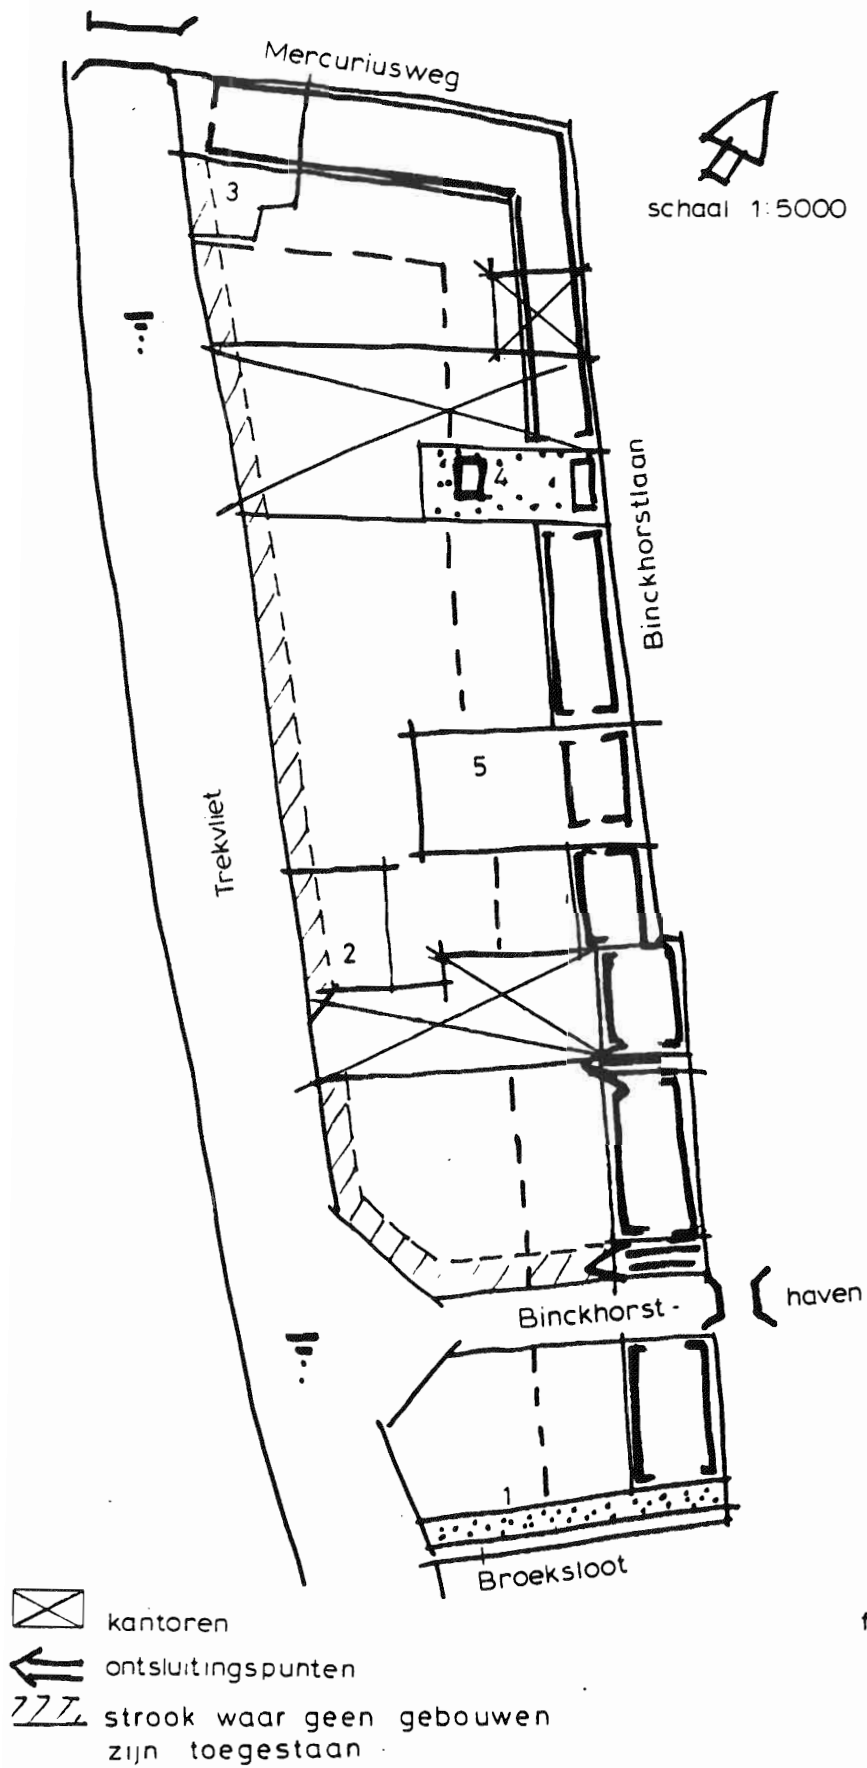 Mercuriusweg
schaal 1:5000
3
4
Binckhorstlaan
5
Trekvliet
2
haven
Binckhorst -
1
Broeksloot
kantoren
ontsluitingspunten
strook waar geen gebouwen
zijn toegestaan